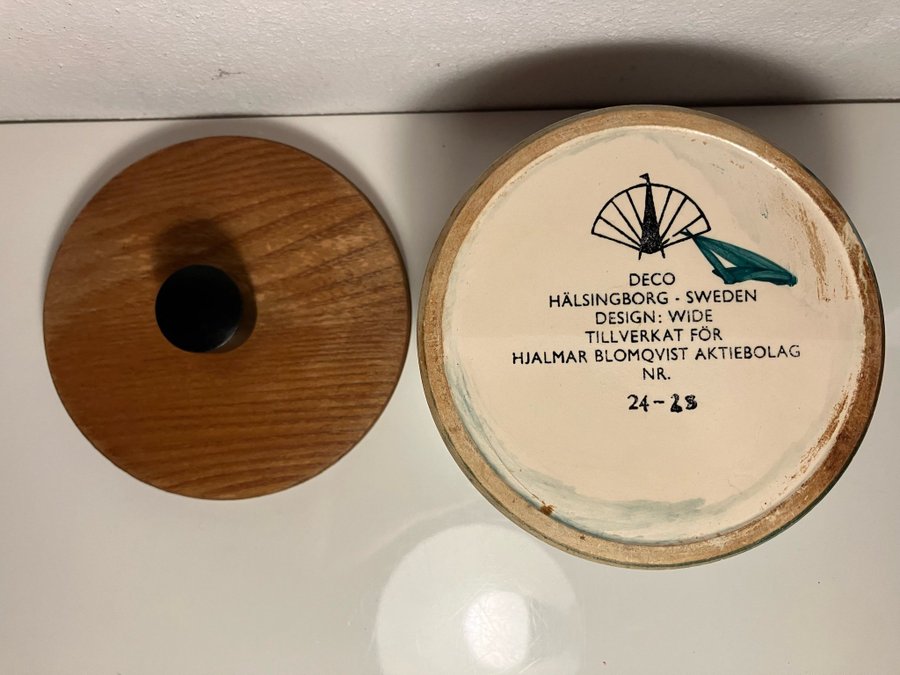 DECO
HÄLSINGBORG - SWEDEN
DESIGN: WIDE
TILLVERKAT FÖR
HJALMAR BLOMQVIST AKTIEBOLAG
NR.
24-28